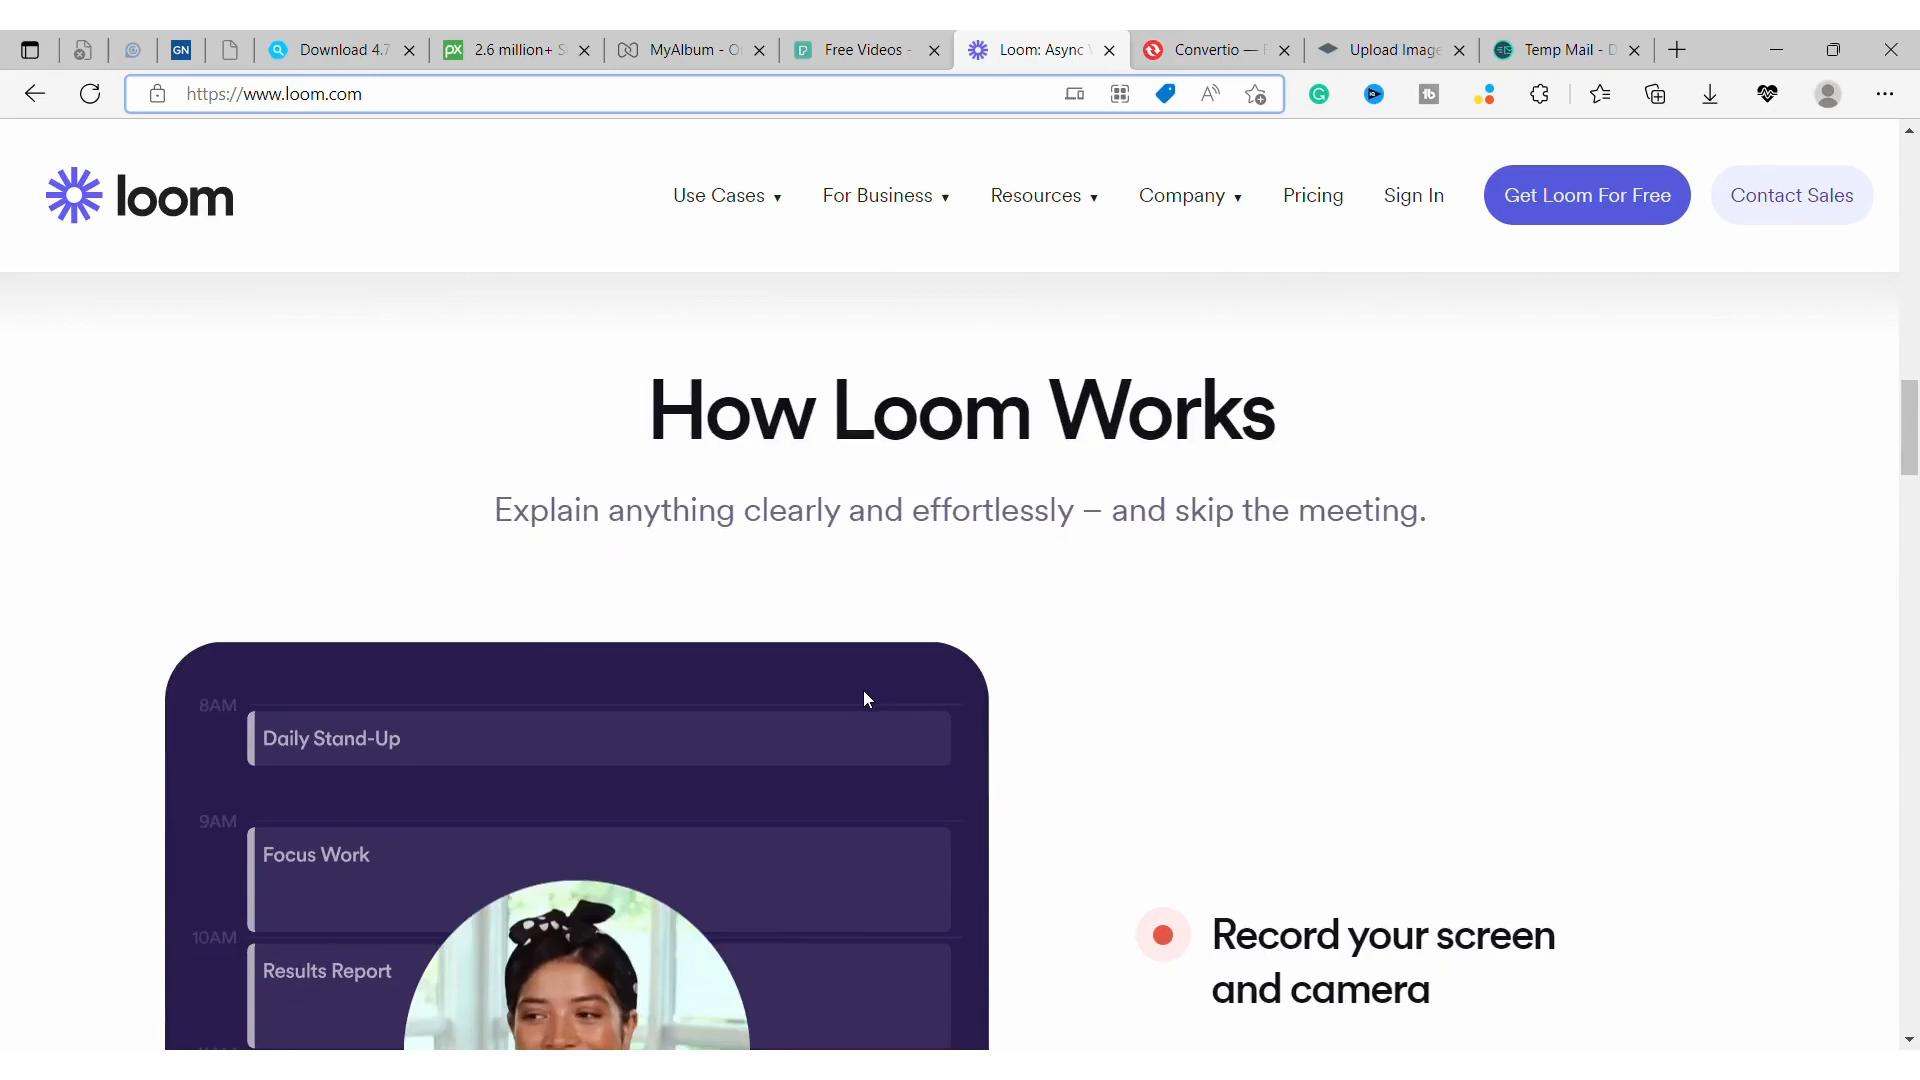 GN
Download 4.7
PX
2.6 million+ S
MyAlbum - O
Free Videos -
Loom: Async V
Convertio — F
Upload Image
Temp Mail - D
https://www.loom.com
loom
Use Cases
For Business
Resources
Company
Pricing
Sign In
Get Loom For Free
Contact Sales
How Loom Works
Explain anything clearly and effortlessly – and skip the meeting.
8AM
Daily Stand-Up
9AM
Focus Work
10AM
Results Report
Record your screen
and camera